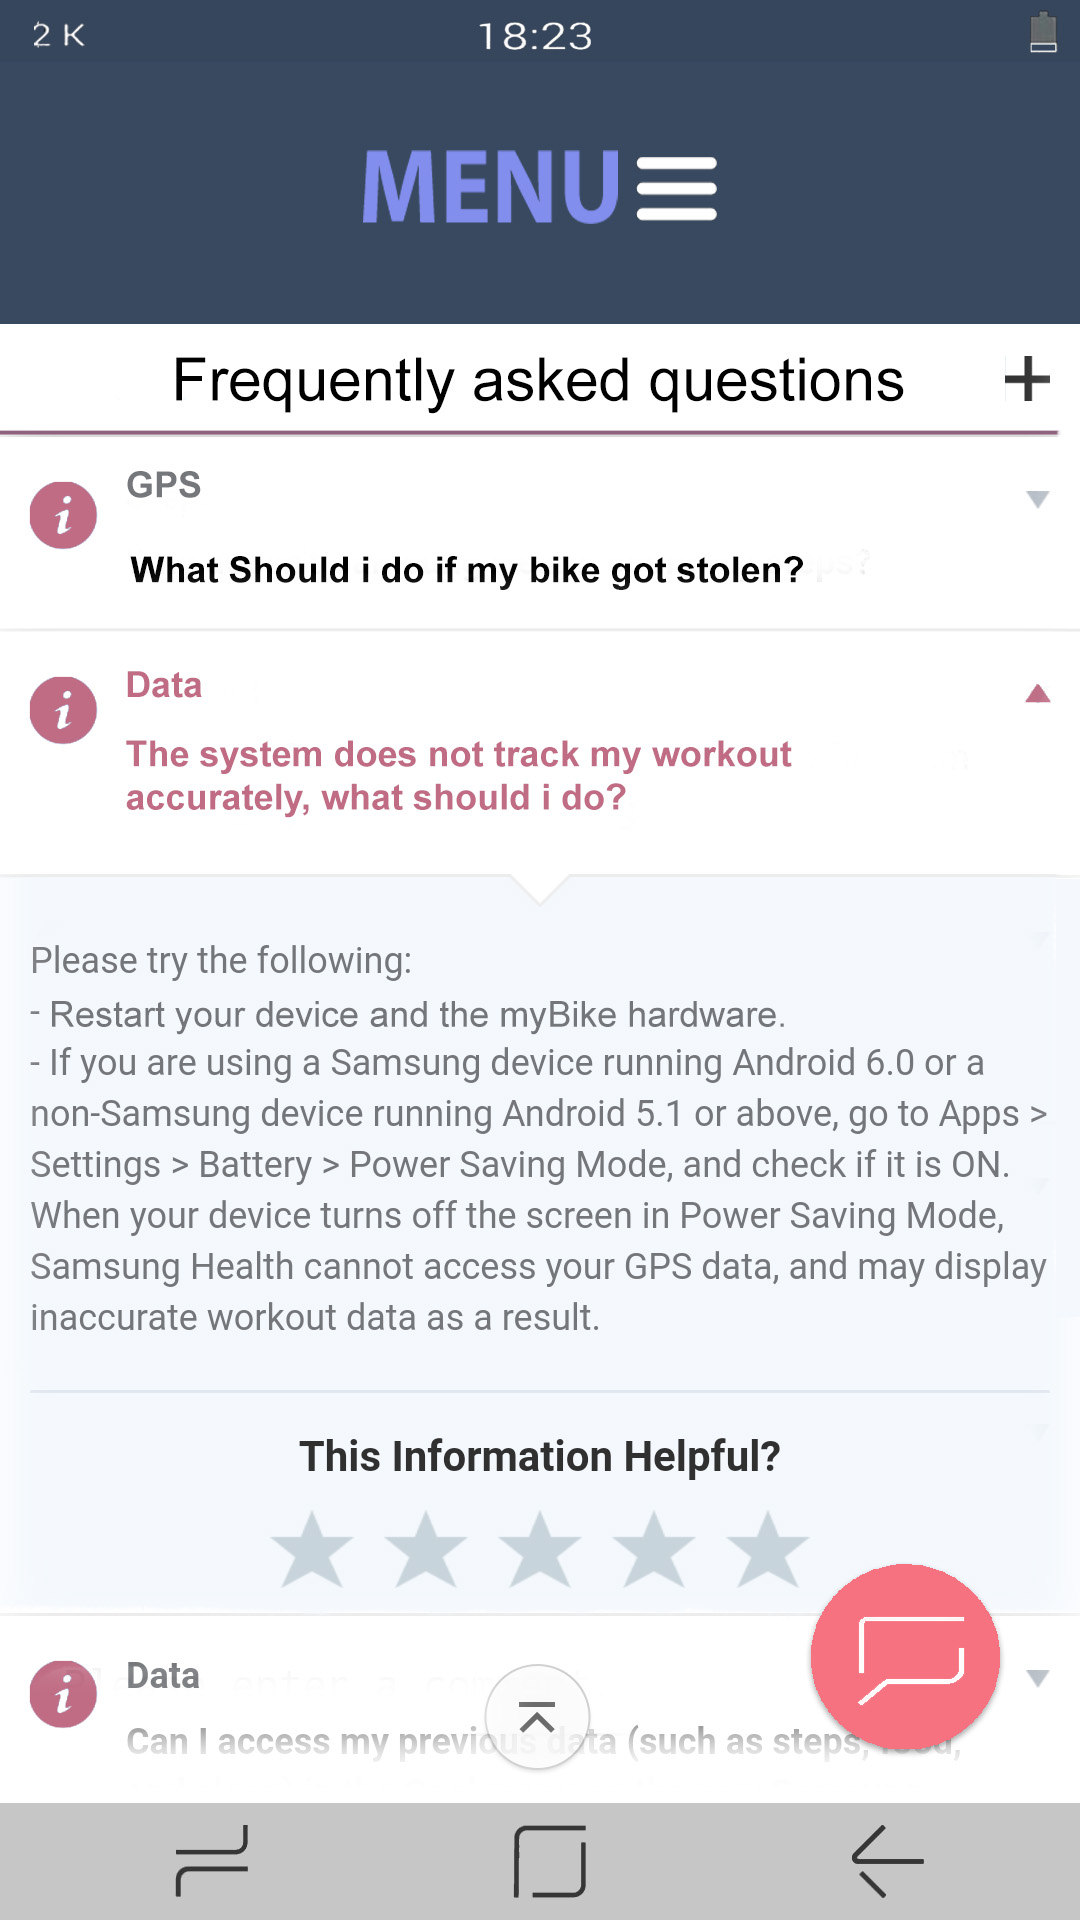 2 K
18:23
MENU
Frequently asked questions
GPS
What Should i do if my bike got stolen?
Data
The system does not track my workout
accurately, what should i do?
Please try the following:
- Restart your device and the myBike hardware.
- If you are using a Samsung device running Android 6.0 or a
non-Samsung device running Android 5.1 or above, go to Apps >
Settings > Battery > Power Saving Mode, and check if it is ON.
When your device turns off the screen in Power Saving Mode,
Samsung Health cannot access your GPS data, and may display
inaccurate workout data as a result.
This Information Helpful?
Data
Can I access my previous data (such as steps,